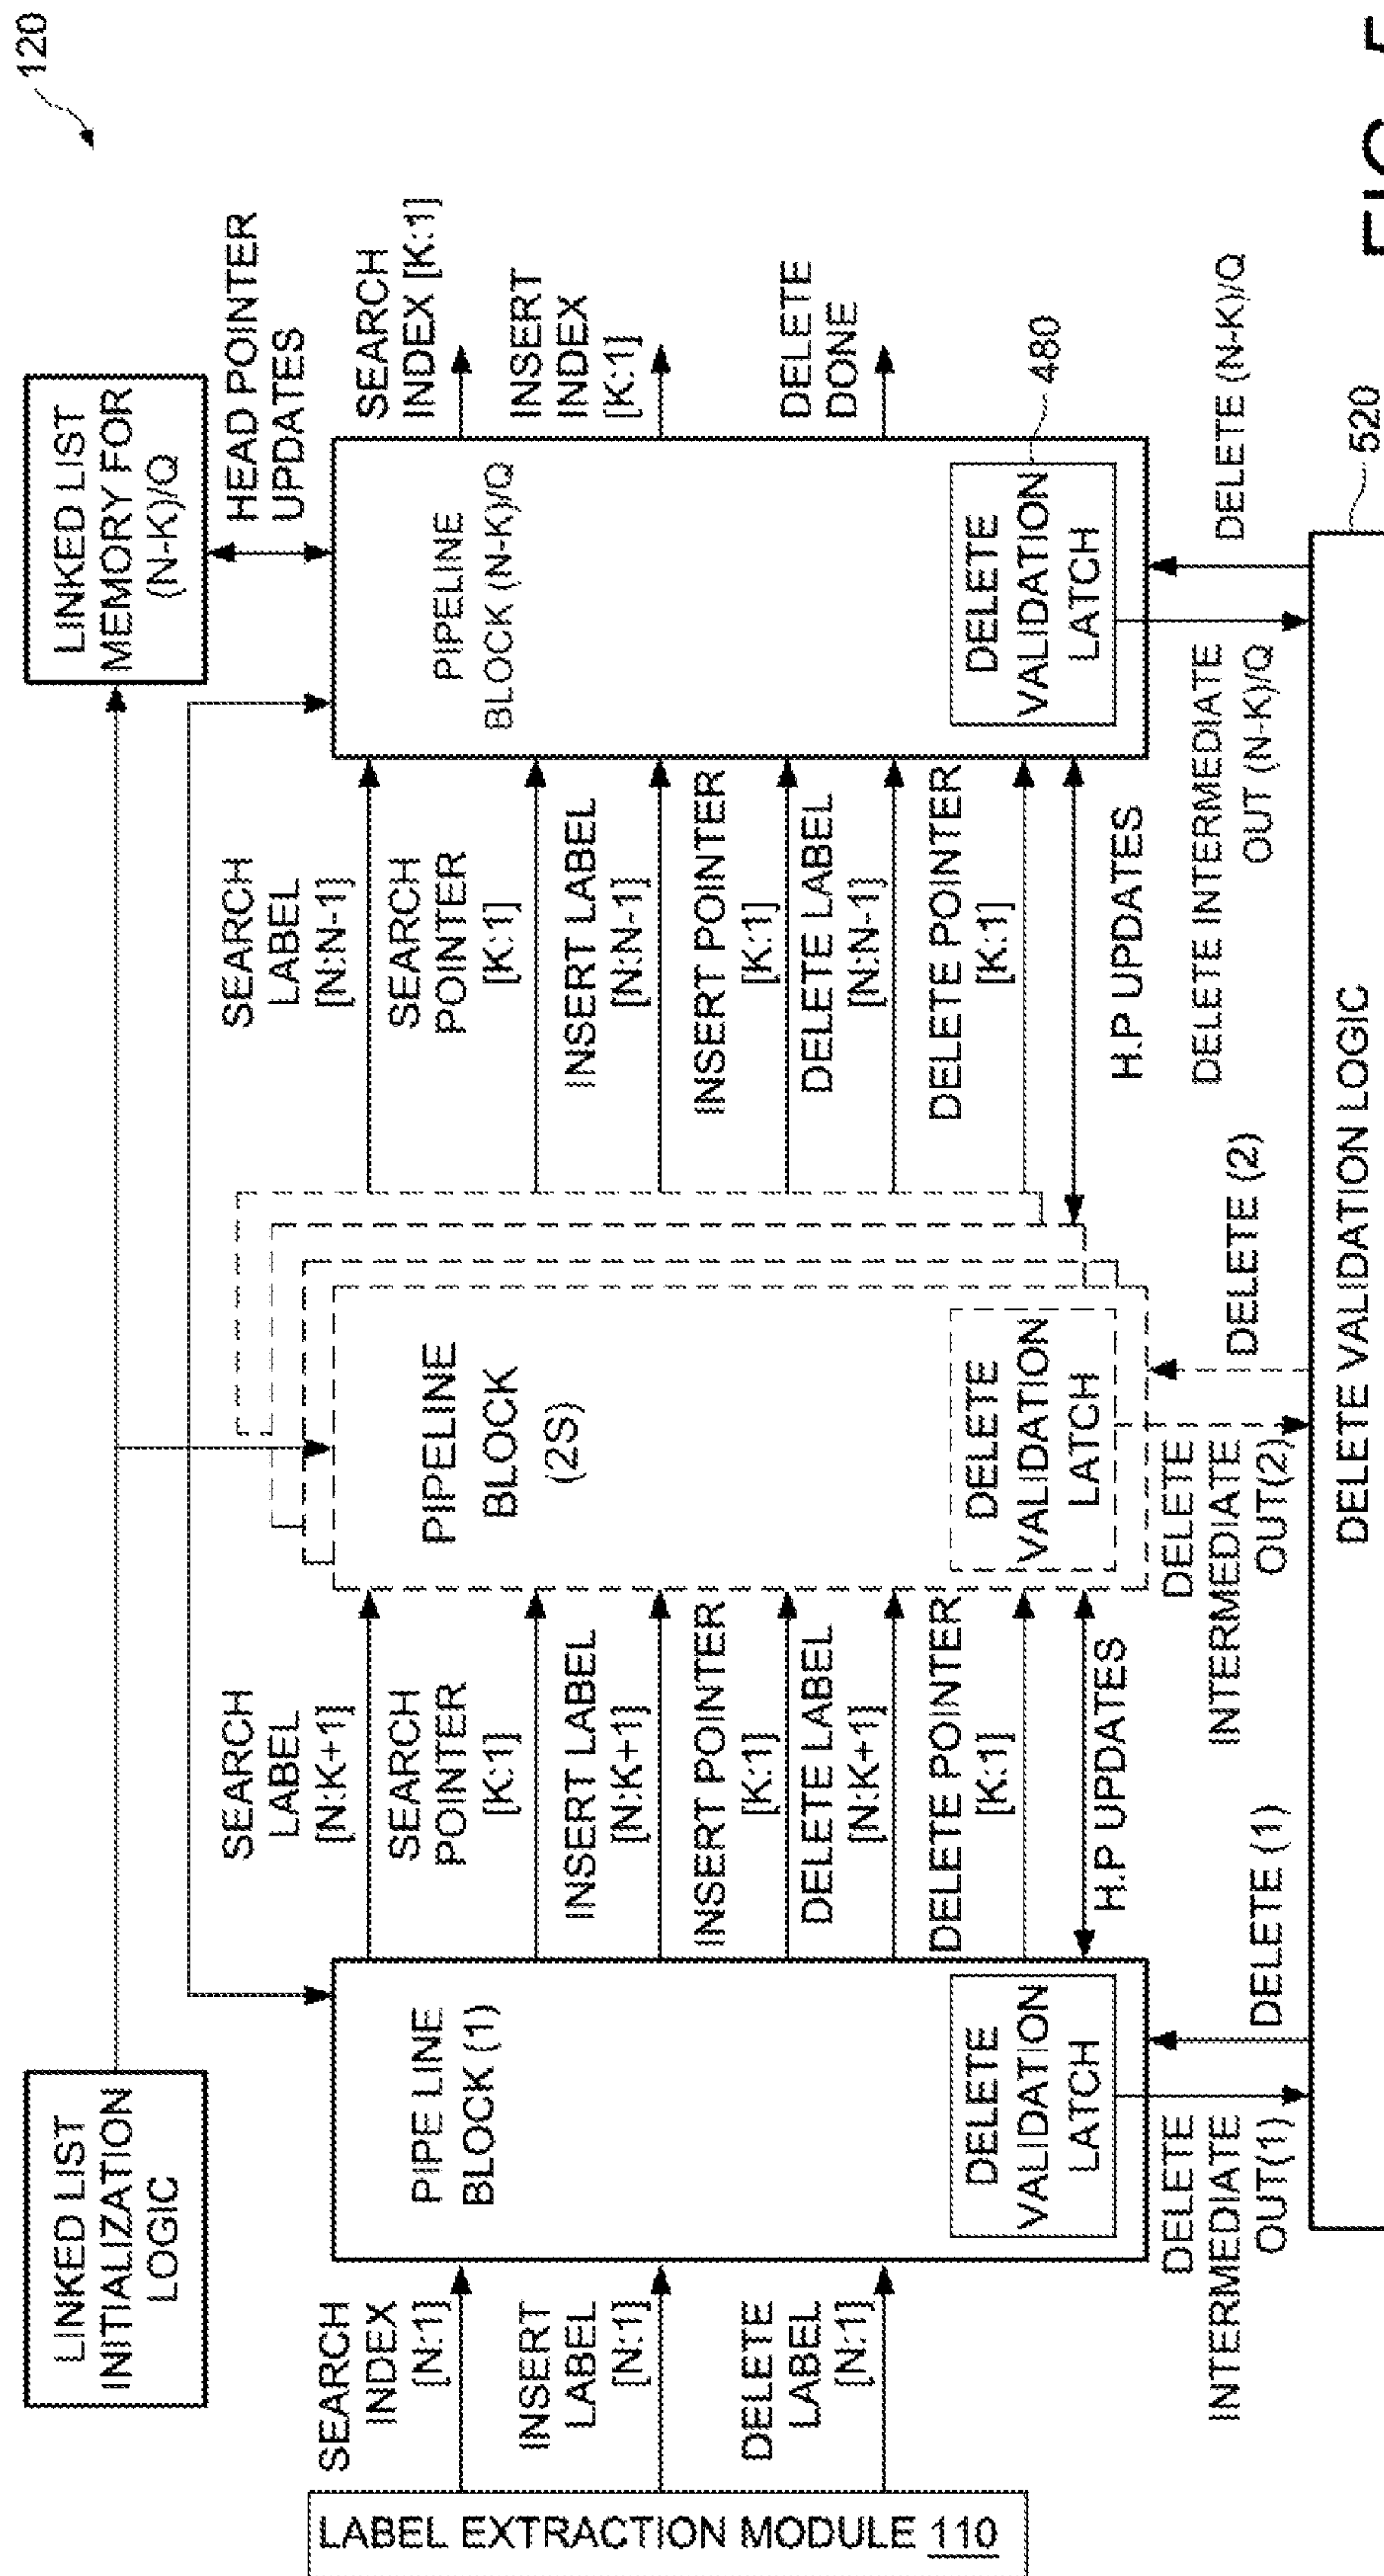 120
LINKED LIST
INITIALIZATION
LOGIC
LINKED LIST
MEMORY FOR
(N-K)/Q
HEAD POINTER
UPDATES
LABEL EXTRACTION MODULE 110
SEARCH
INDEX
[N:1]
INSERT
LABEL
[N:1]
DELETE
LABEL
[N:1]
PIPE LINE
BLOCK (1)
DELETE
VALIDATION
LATCH
SEARCH
LABEL
[N:K+1]
SEARCH
POINTER
[K:1]
INSERT LABEL
[N:K+1]
INSERT POINTER
[K:1]
DELETE LABEL
[N:K+1]
DELETE POINTER
[K:1]
H.P UPDATES
PIPELINE
BLOCK
(2S)
DELETE
VALIDATION
LATCH
SEARCH
LABEL
[N:N-1]
SEARCH
POINTER
[K:1]
INSERT LABEL
[N:N-1]
INSERT POINTER
[K:1]
DELETE LABEL
[N:N-1]
DELETE POINTER
[K:1]
H.P UPDATES
PIPELINE
BLOCK (N-K)/Q
DELETE
VALIDATION
LATCH
480
SEARCH
INDEX [K:1]
INSERT
INDEX
[K:1]
DELETE
DONE
DELETE
INTERMEDIATE
OUT(1)
DELETE (1)
DELETE
INTERMEDIATE
OUT(2)
DELETE (2)
DELETE INTERMEDIATE
OUT (N-K)/Q
DELETE (N-K)/Q
520
DELETE VALIDATION LOGIC